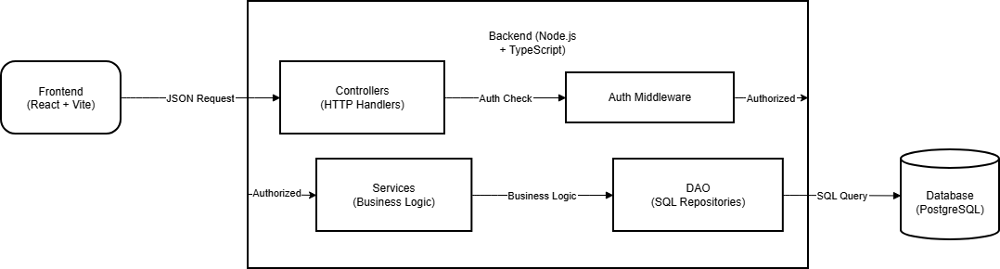 Backend (Node.js
+ TypeScript)
Frontend
(React + Vite)
JSON Request
Controllers
(HTTP Handlers)
Auth Check
Auth Middleware
Authorized
Authorized
Services
(Business Logic)
Business Logic
DAO
(SQL Repositories)
SQL Query
Database
(PostgreSQL)